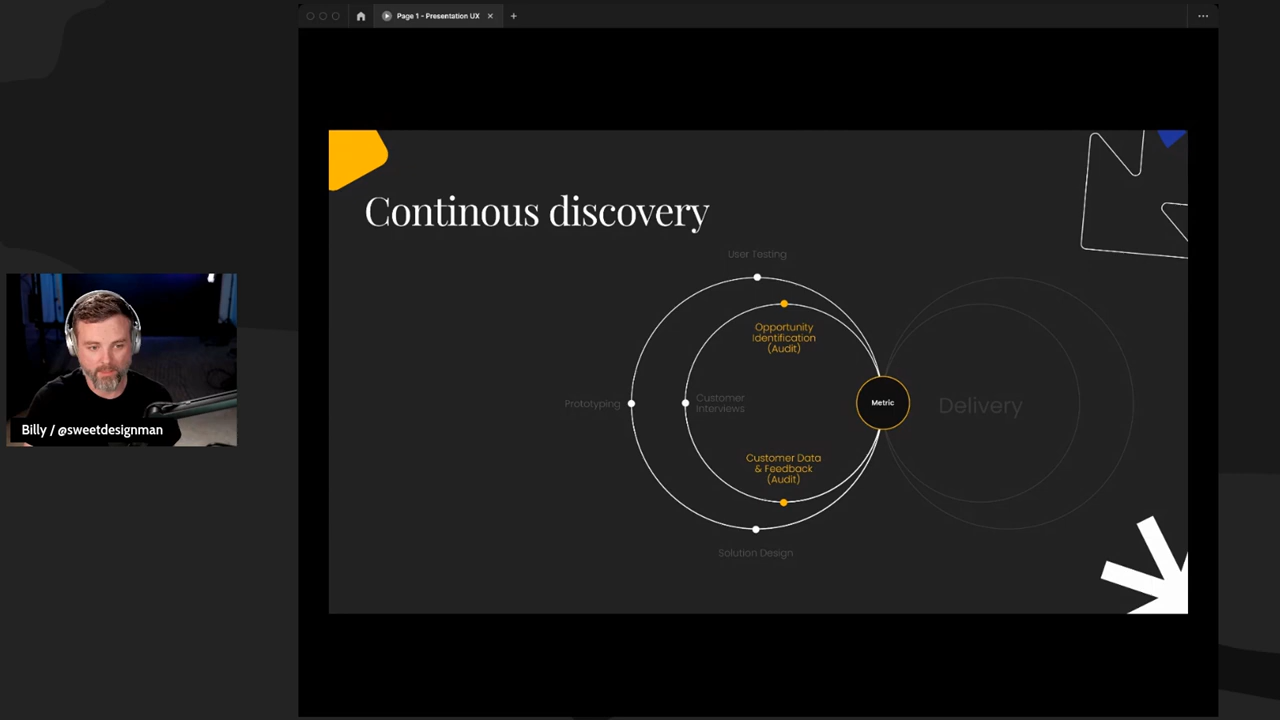 Page 1 - Presentation UX
Continous discovery
User Testing
Opportunity
Identification
(Audit)
Prototyping
Customer
Interviews
Metric
Delivery
Customer Data
& Feedback
(Audit)
Solution Design
Billy / @sweetdesignman